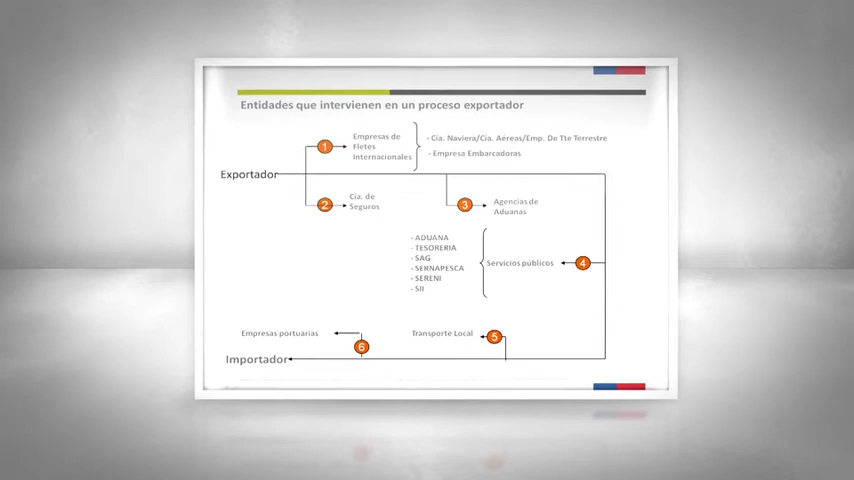 Entidades que intervienen en un proceso exportador
1
Empresas de
Fletes
Internacionales
- Cía. Naviera/Cía. Aéreas/Emp. De Tte Terrestre
- Empresa Embarcadoras
Exportador
2
Cía. de
Seguros
3
Agencias de
Aduanas
- ADUANA
- TESORERIA
- SAG
- SERNAPESCA
- SERENI
- SII
Servicios públicos
4
Empresas portuarias
6
Transporte Local
5
Importador